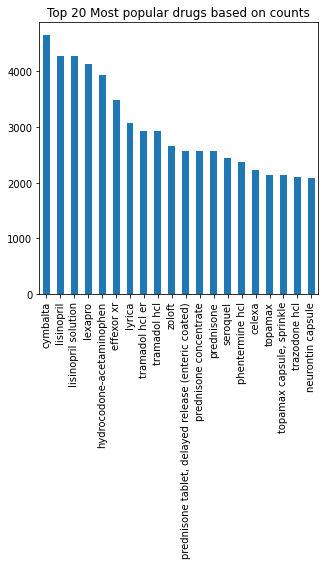 Top 20 Most popular drugs based on counts
4000
3000
2000
1000
0
cymbalta
lisinopril
lisinopril solution
lexapro
hydrocodone-acetaminophen
effexor xr
lyrica
tramadol hcl er
tramadol hcl
zoloft
prednisone tablet, delayed release (enteric coated)
prednisone concentrate
prednisone
seroquel
phentermine hcl
celexa
topamax
topamax capsule, sprinkle
trazodone hcl
neurontin capsule